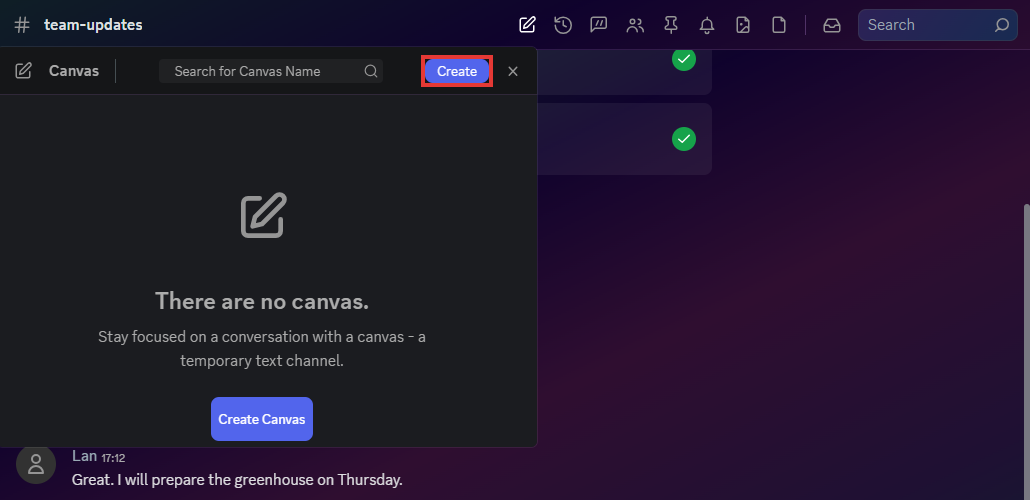 # team-updates
Search
Canvas
Search for Canvas Name
Create
There are no canvas.
Stay focused on a conversation with a canvas - a
temporary text channel.
Create Canvas
Lan 17:12
Great. I will prepare the greenhouse on Thursday.